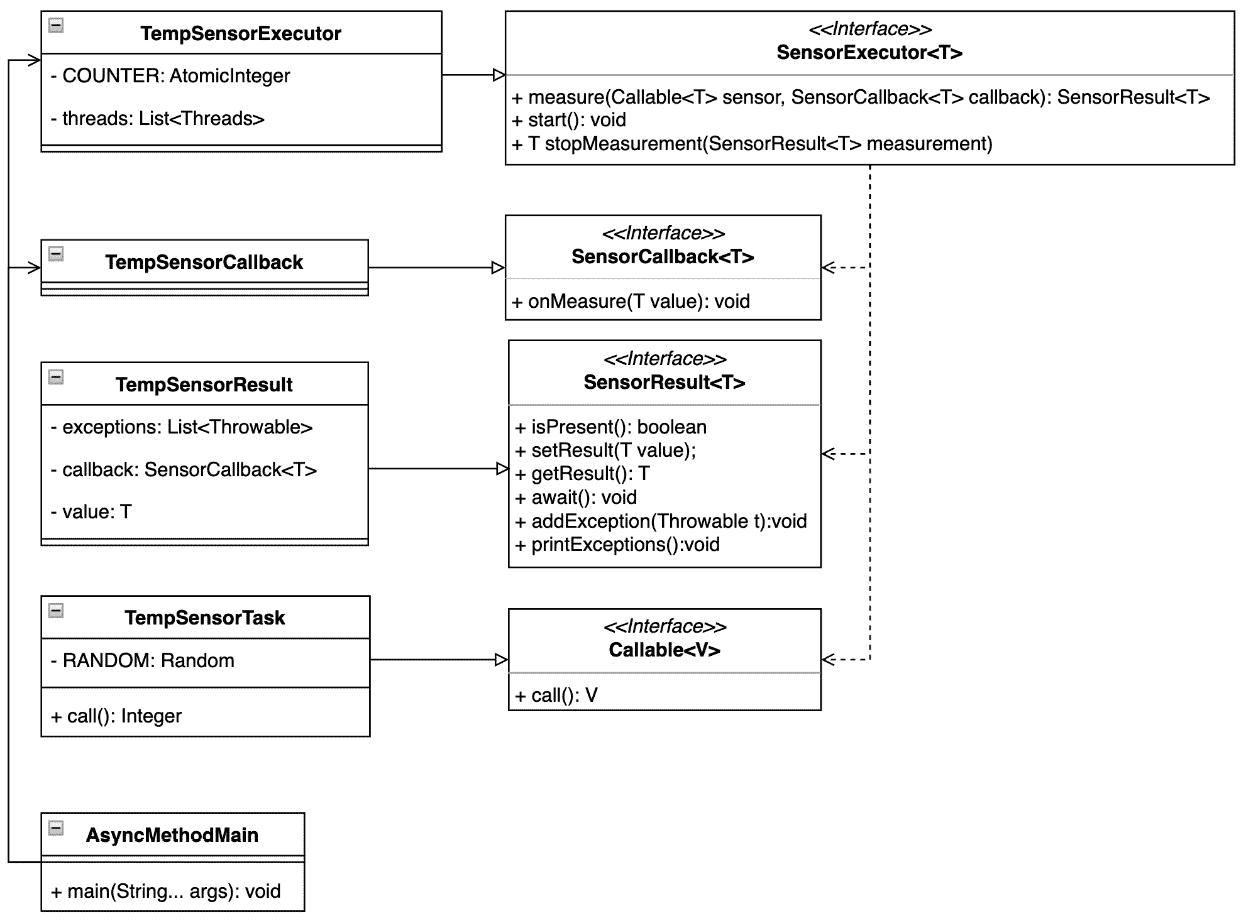 TempSensorExecutor
- COUNTER: AtomicInteger
- threads: List<Threads>
<<Interface>>
SensorExecutor<T>
+ measure(Callable<T> sensor, SensorCallback<T> callback): SensorResult<T>
+ start(): void
+ T stopMeasurement(SensorResult<T> measurement)
TempSensorCallback
<<Interface>>
SensorCallback<T>
+ onMeasure(T value): void
TempSensorResult
- exceptions: List<Throwable>
- callback: SensorCallback<T>
- value: T
<<Interface>>
SensorResult<T>
+ isPresent(): boolean
+ setResult(T value);
+ getResult(): T
+ await(): void
+ addException(Throwable t):void
+ printExceptions():void
TempSensorTask
- RANDOM: Random
+ call(): Integer
<<Interface>>
Callable<V>
+ call(): V
AsyncMethodMain
+ main(String... args): void